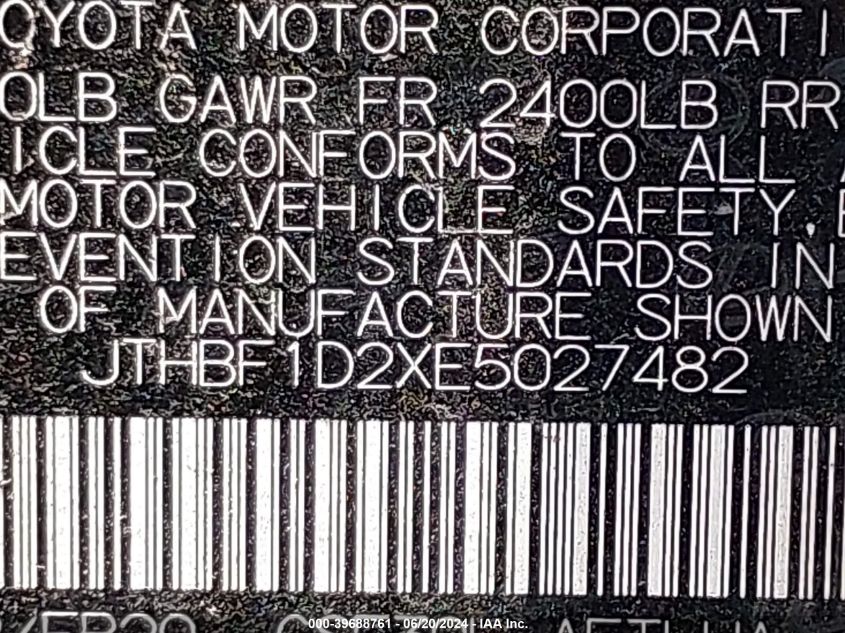 OYOTA MOTOR CORPORATI
0LB GAWR FR 2400LB RR
ICLE CONFORMS TO ALL A
MOTOR VEHICLE SAFETY,
EVENTION STANDARDS IN
OF MANUFACTURE SHOWN
JTHBF1D2XE5027482
000-39688761 - 06/20/2024 - IAA Inc.